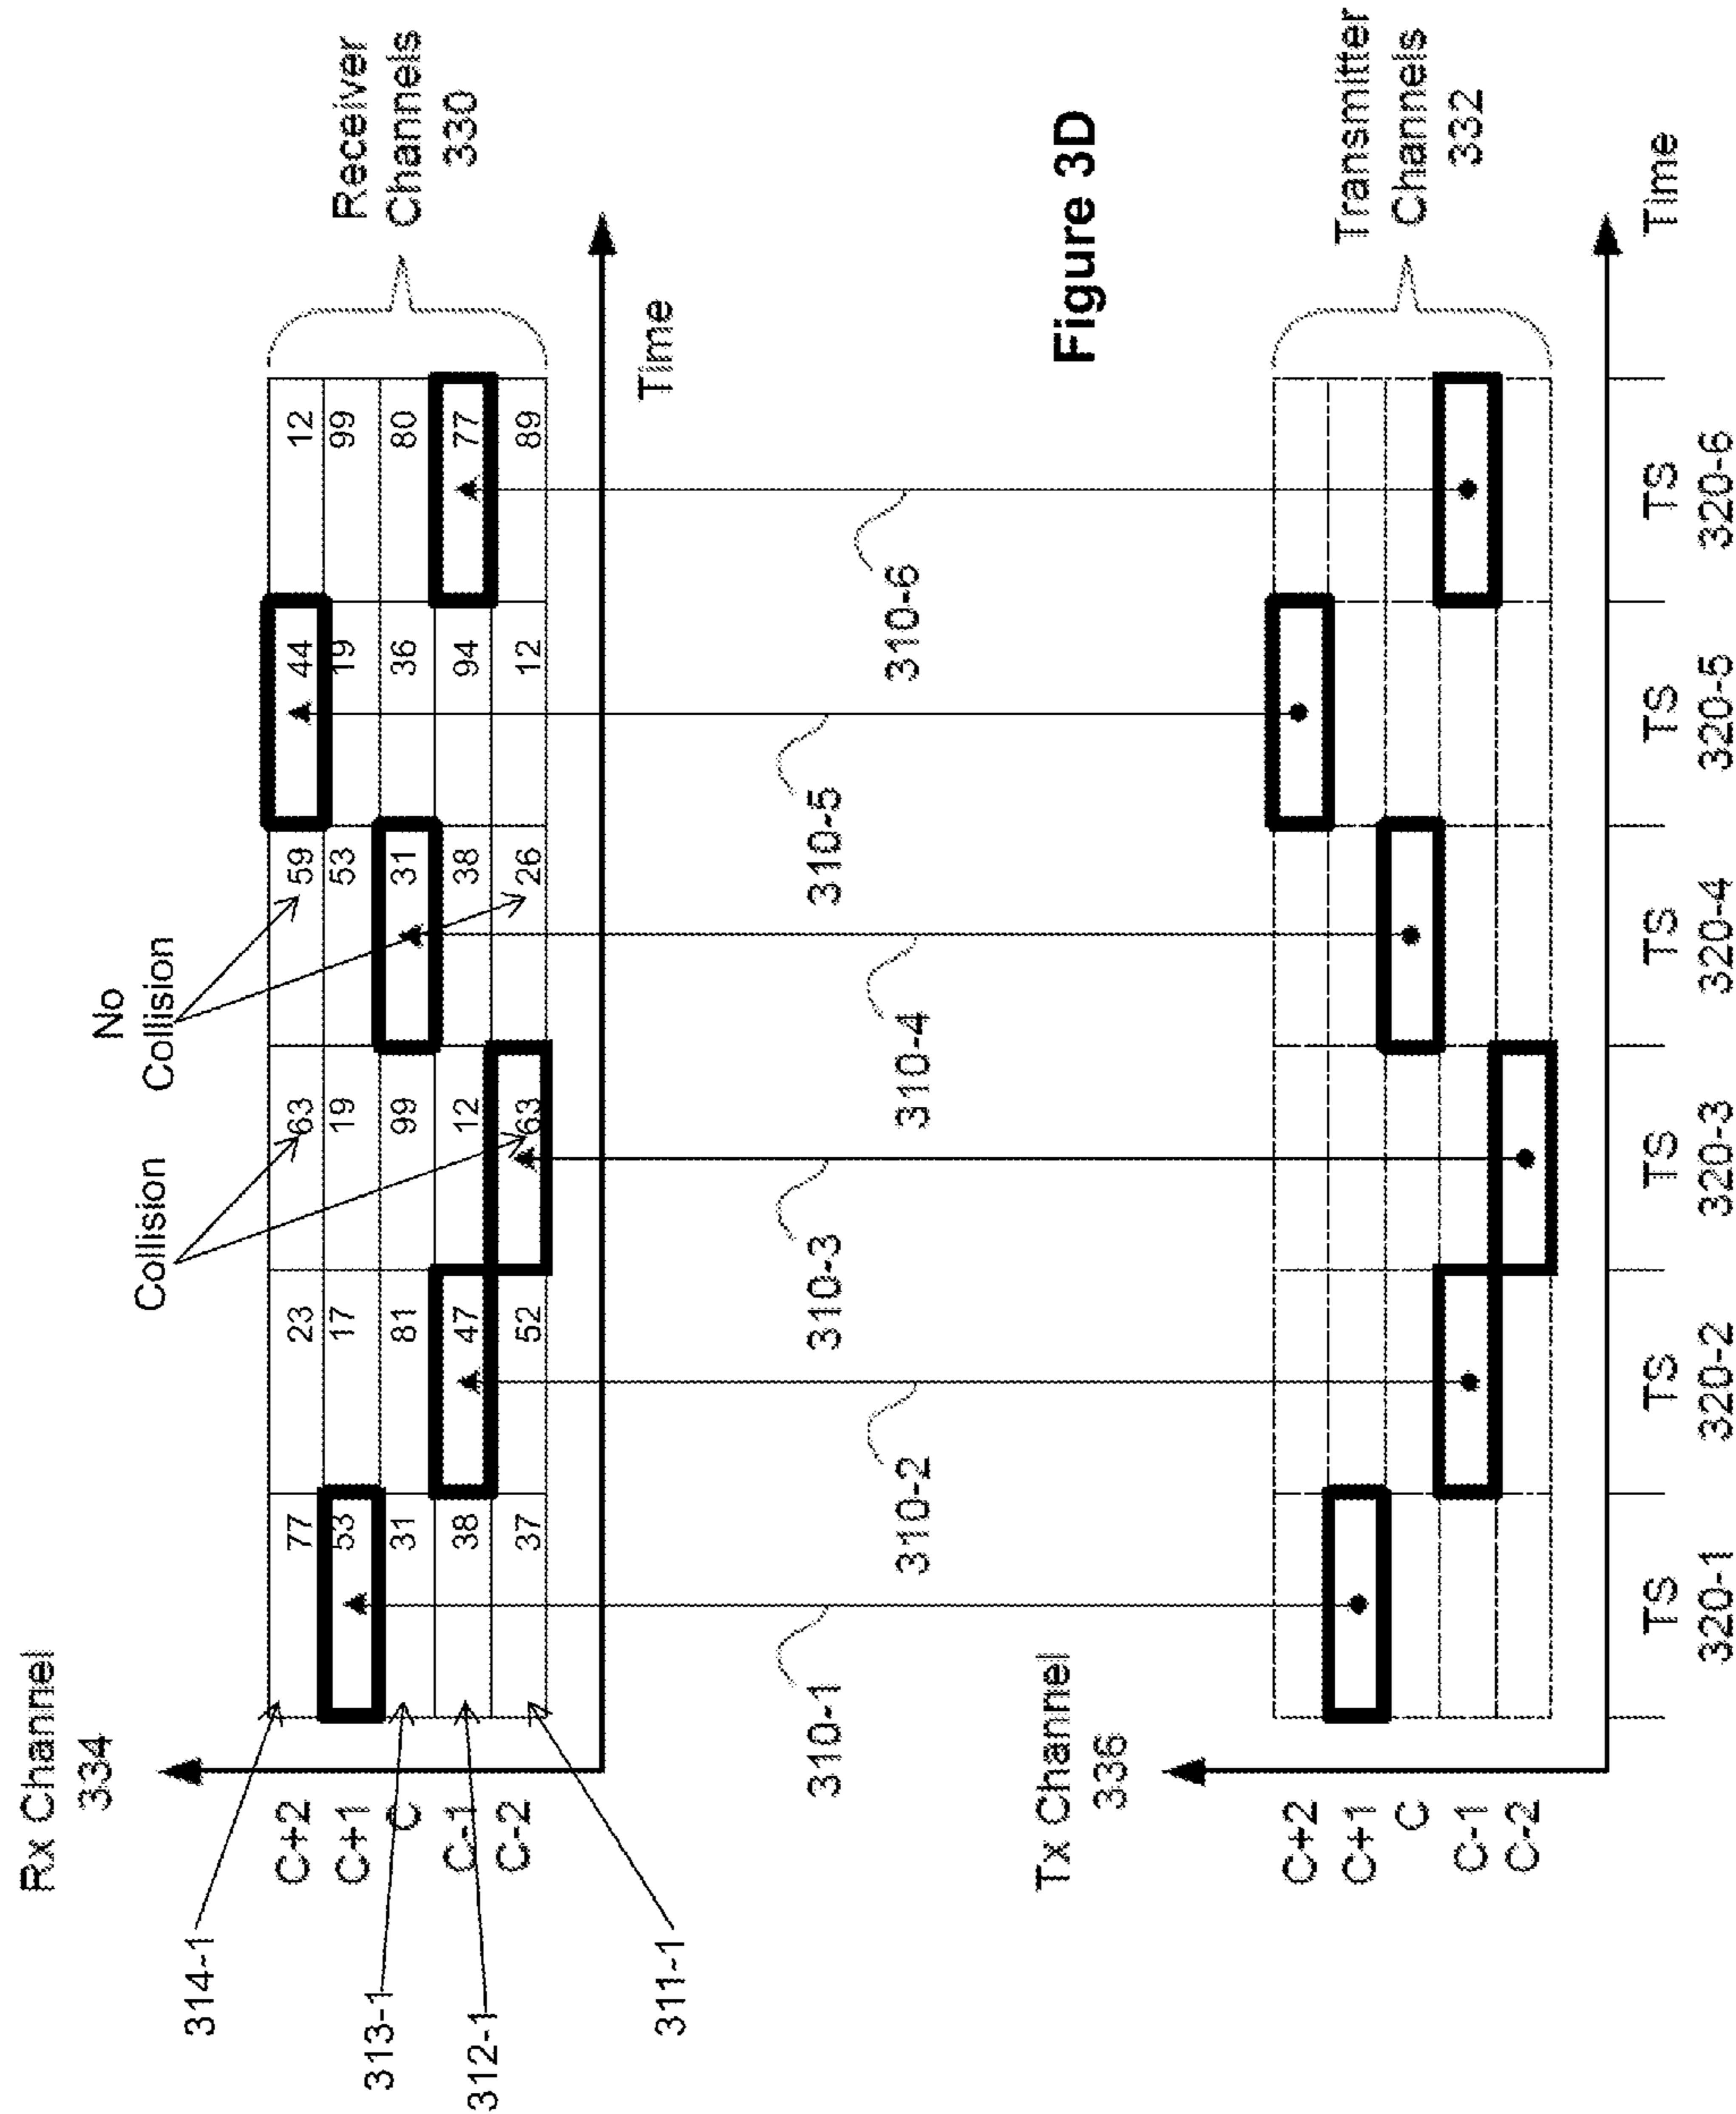 Rx Channel
334
No
Collision
Collision
Receiver
Channels
330
C+2
C+1
C
C-1
C-2
77 23 63 59 44 12
53 17 19 53 19 99
31 81 99 31 36 80
38 47 12 38 94 77
37 52 63 26 12 89
314-1
313-1
312-1
311-1
Time
310-1
310-2
310-3
310-4
310-5
310-6
Figure 3D
Tx Channel
336
C+2
C+1
C
C-1
C-2
Transmitter
Channels
332
Time
TS TS TS TS TS TS
320-1 320-2 320-3 320-4 320-5 320-6